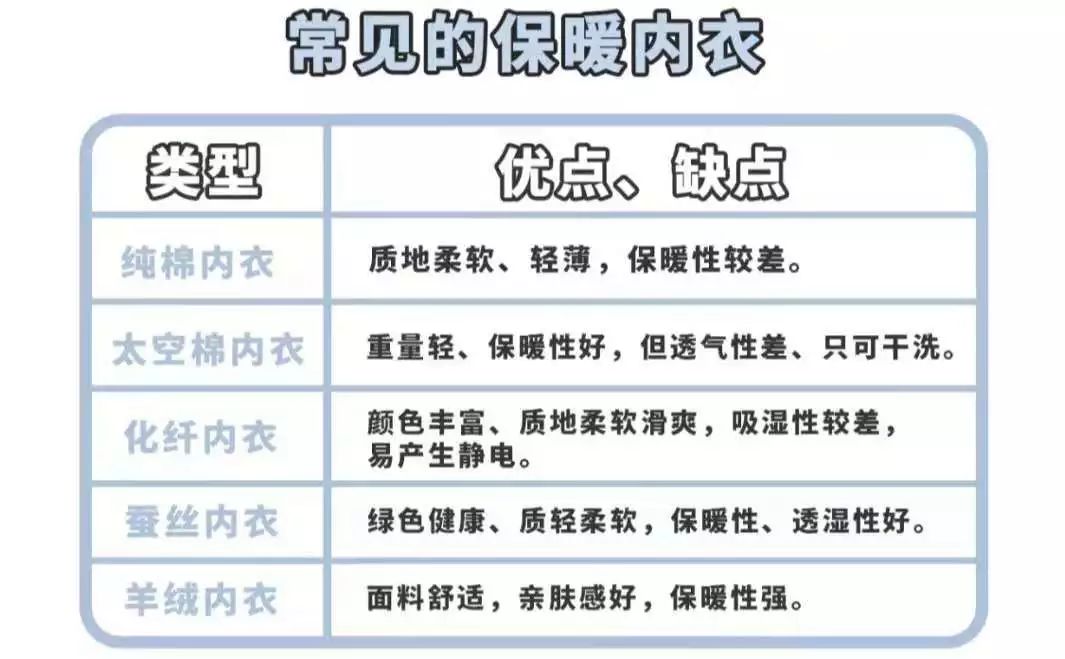 常见的保暖内衣
类型
优点、缺点
纯棉内衣
质地柔软、轻薄，保暖性较差。
太空棉内衣
重量轻、保暖性好，但透气性差、只可干洗。
化纤内衣
颜色丰富、质地柔软滑爽，吸湿性较差，
易产生静电。
蚕丝内衣
绿色健康、质轻柔软，保暖性、透湿性好。
羊绒内衣
面料舒适，亲肤感好，保暖性强。